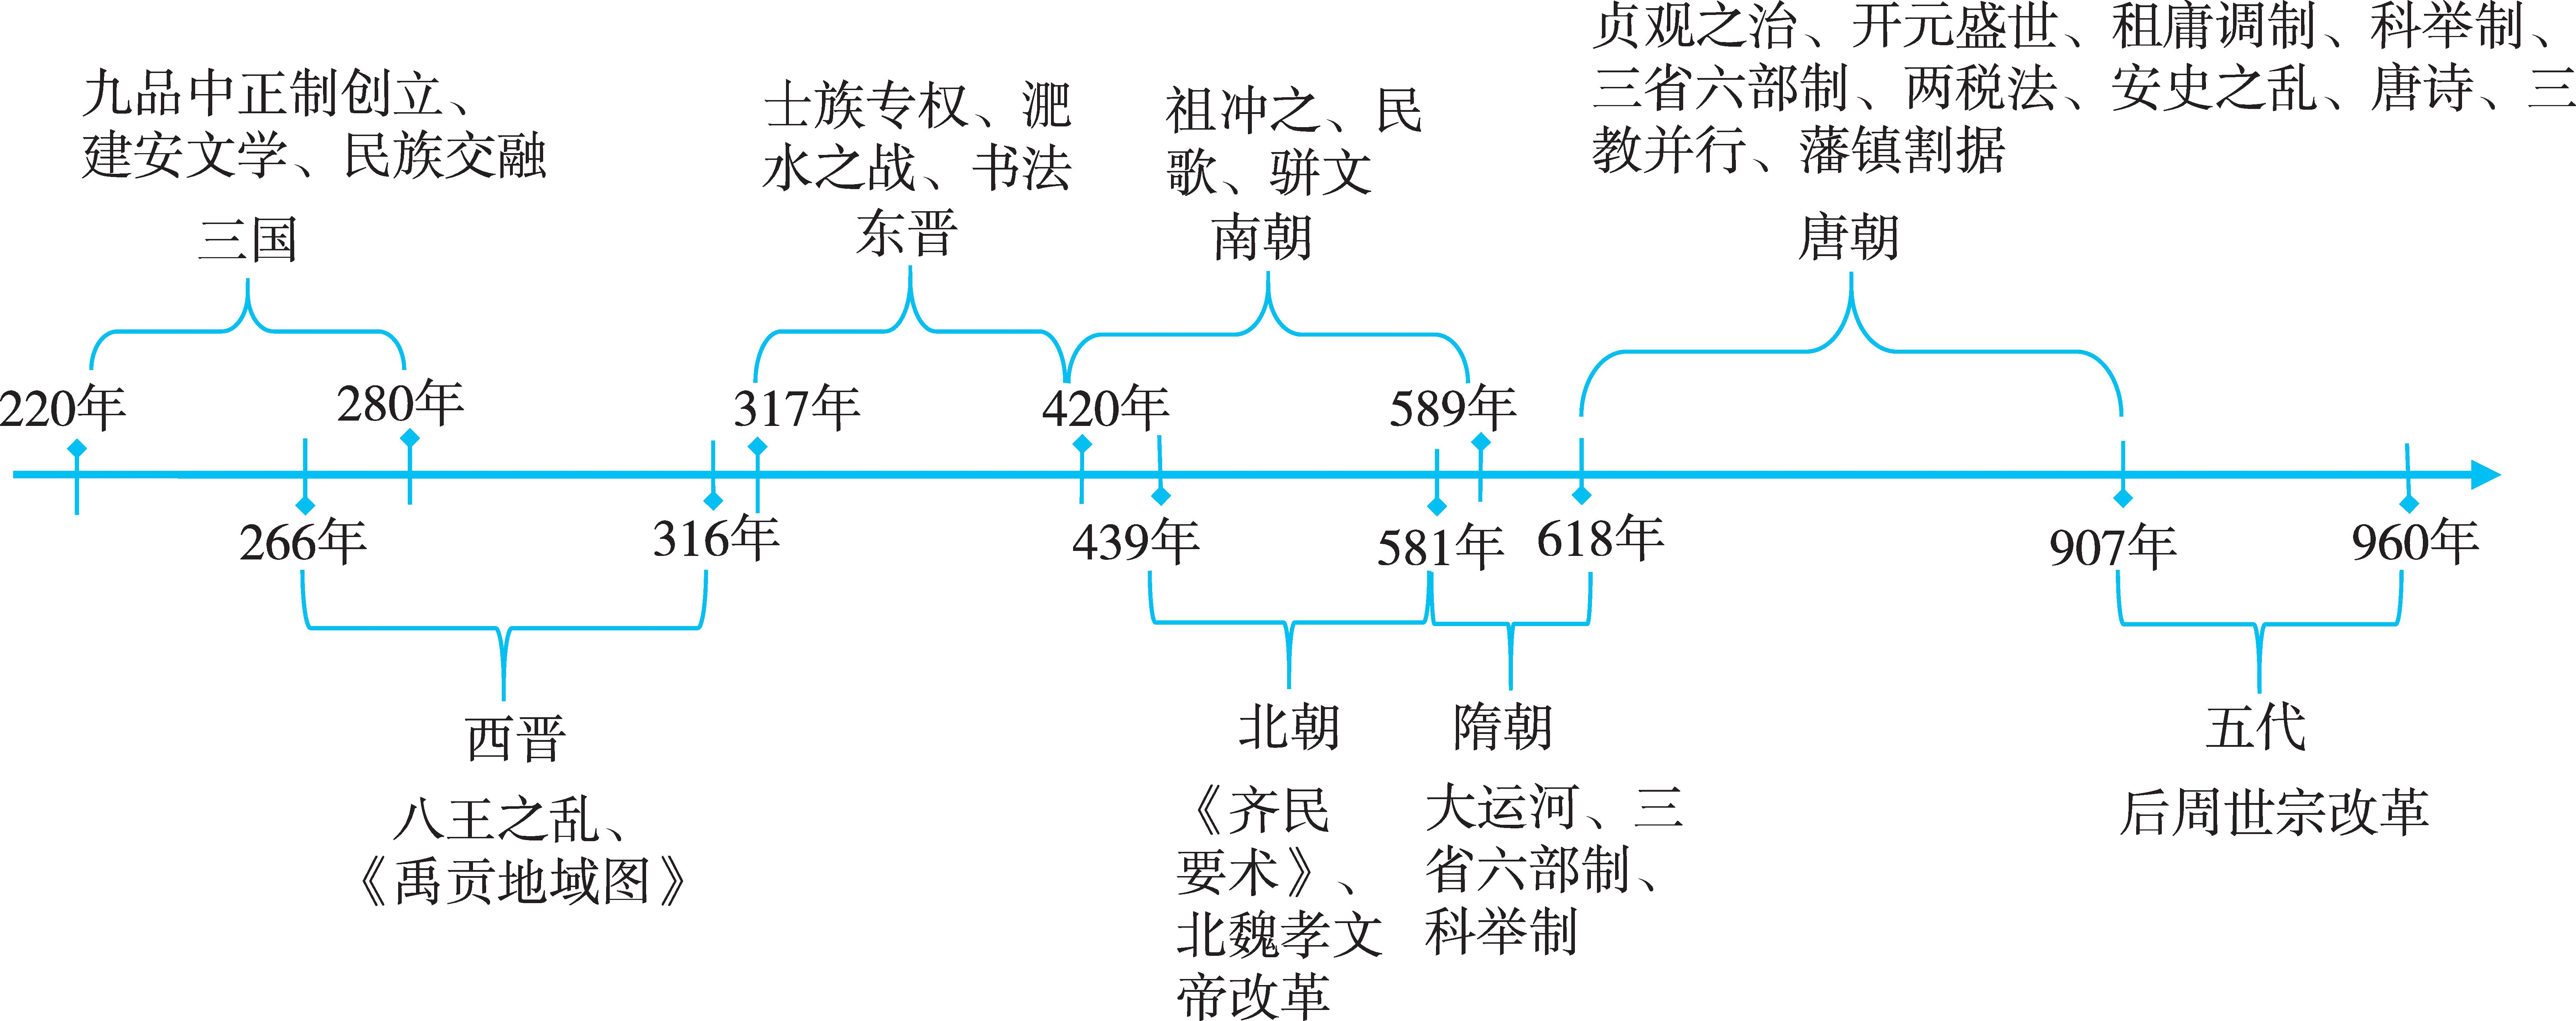 九品中正制创立、
建安文学、民族交融
三国
士族专权、淝
水之战、书法
东晋
祖冲之、民
歌、骈文
南朝
贞观之治、开元盛世、租庸调制、科举制、
三省六部制、两税法、安史之乱、唐诗、三
教并行、藩镇割据
唐朝
220年
280年
317年
420年
589年
266年
316年
439年
581年
618年
907年
960年
西晋
八王之乱、
《禹贡地域图》
北朝
《齐民
要术》、
北魏孝文
帝改革
隋朝
大运河、三
省六部制、
科举制
五代
后周世宗改革